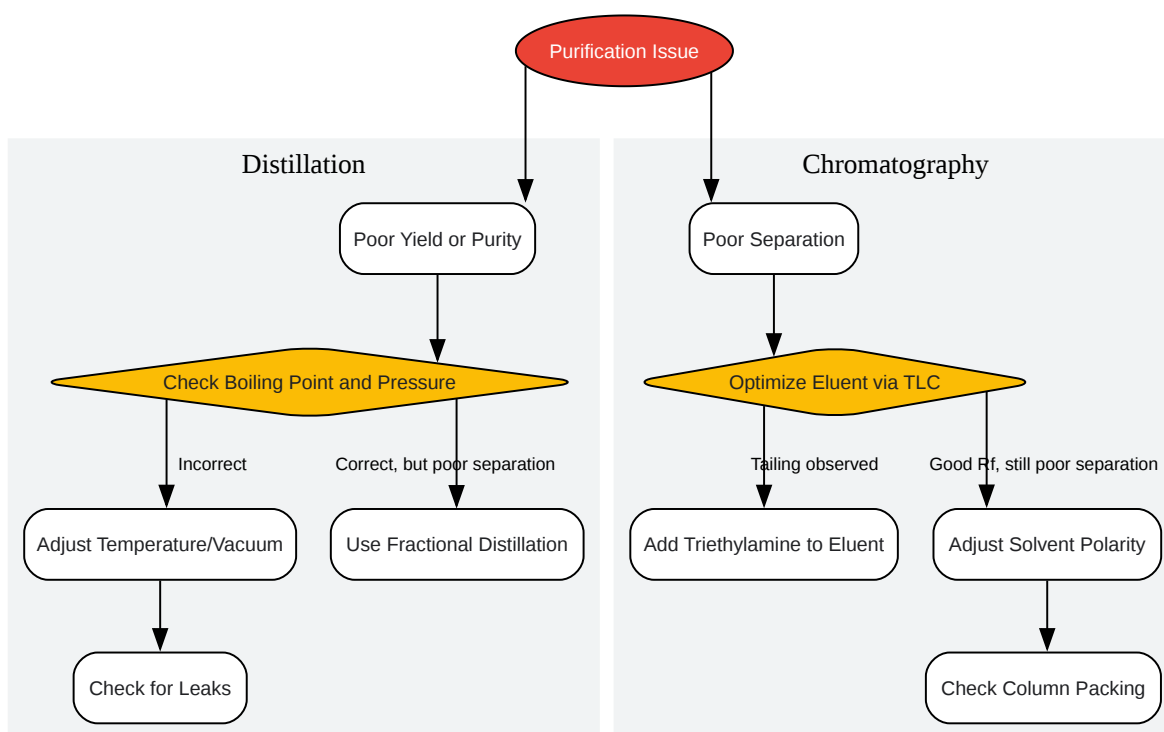 Purification Issue
Distillation
Chromatography
Poor Yield or Purity
Poor Separation
Check Boiling Point and Pressure
Optimize Eluent via TLC
Incorrect
Correct, but poor separation
Tailing observed
Good Rf, still poor separation
Adjust Temperature/Vacuum
Use Fractional Distillation
Add Triethylamine to Eluent
Adjust Solvent Polarity
Check for Leaks
Check Column Packing